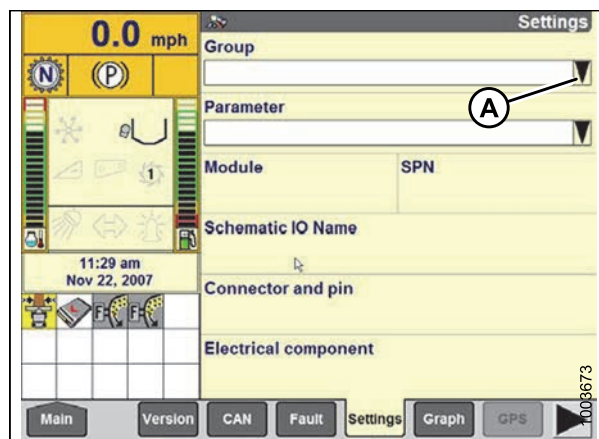 0.0 mph
N
(P)
1
11:29 am
Nov 22, 2007
F
F
Settings
Group
A
Parameter
Module
SPN
Schematic IO Name
Connector and pin
Electrical component
Main
Version
CAN
Fault
Settings
Graph
GPS
1003673